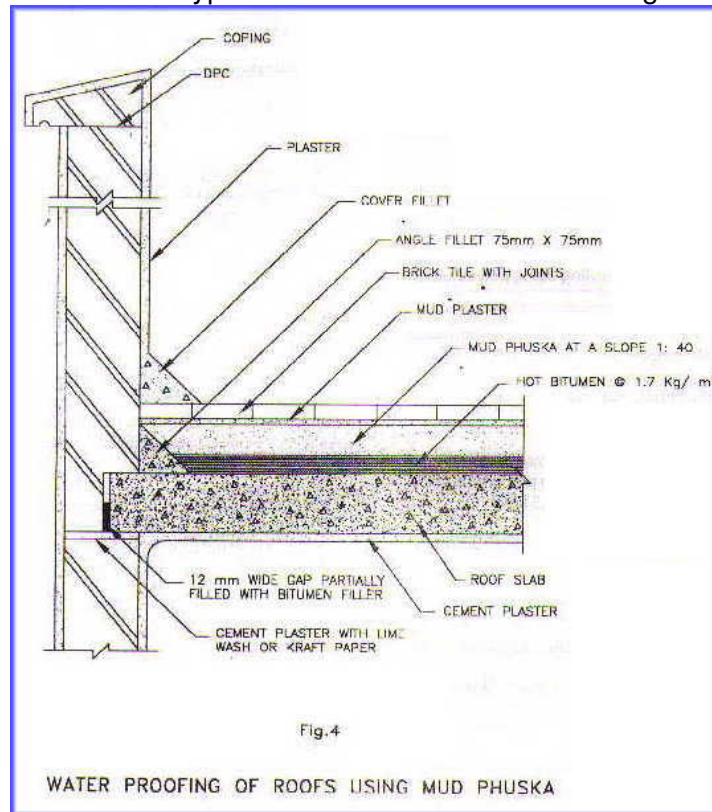 COPING
DPC
PLASTER
COVER FILLET
ANGLE FILLET 75mm X 75mm
BRICK TILE WITH JOINTS
MUD PLASTER
MUD PHUSKA AT A SLOPE 1: 40
HOT BITUMEN @ 1.7 Kg/ m
12 mm WIDE GAP PARTIALLY
FILLED WITH BITUMEN FILLER
ROOF SLAB
CEMENT PLASTER
CEMENT PLASTER WITH LIME
WASH OR KRAFT PAPER
Fig.4
WATER PROOFING OF ROOFS USING MUD PHUSKA